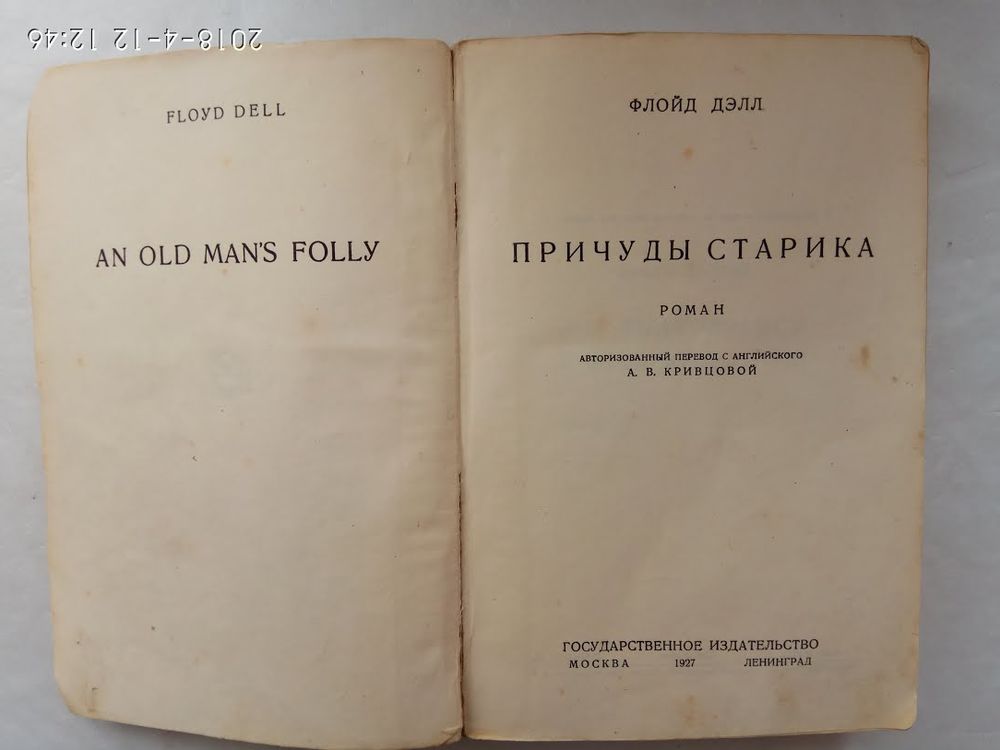 2018-4-12 12:46
FLOYD DELL
AN OLD MAN'S FOLLY
ФЛОЙД ДЭЛЛ
ПРИЧУДЫ СТАРИКА
РОМАН
АВТОРИЗОВАННЫЙ ПЕРЕВОД С АНГЛИЙСКОГО
А. В. КРИВЦОВОЙ
ГОСУДАРСТВЕННОЕ ИЗДАТЕЛЬСТВО
МОСКВА 1927 ЛЕНИНГРАД